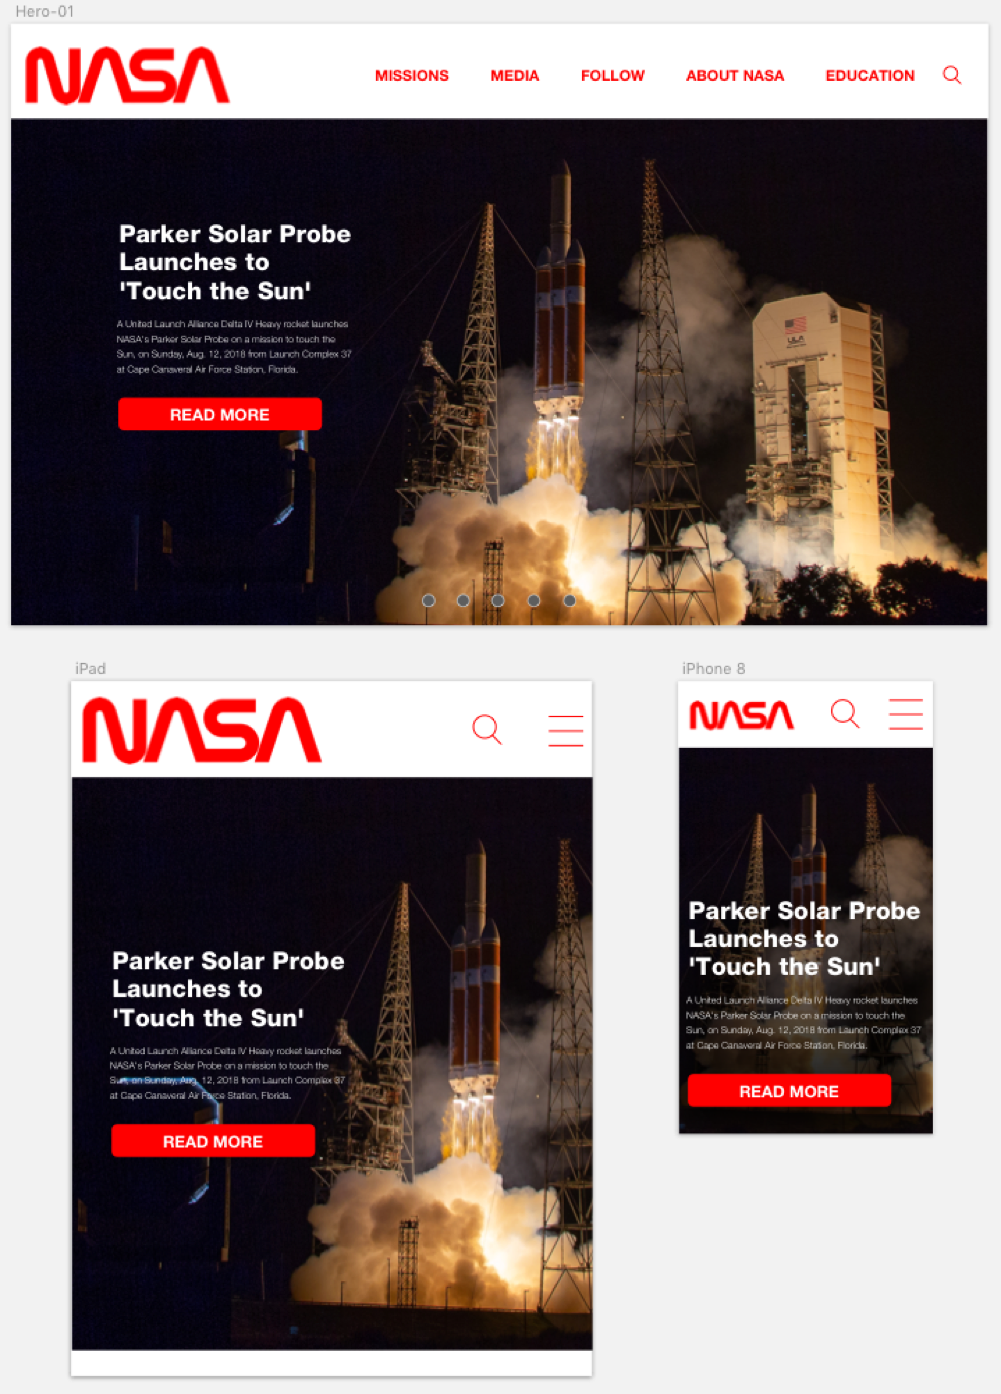 Hero-01
NASA
MISSIONS
MEDIA
FOLLOW
ABOUT NASA
EDUCATION
Parker Solar Probe
Launches to
'Touch the Sun'
A United Launch Alliance Delta IV Heavy rocket launches
NASA's Parker Solar Probe on a mission to touch the
Sun, on Sunday, Aug. 12, 2018 from Launch Complex 37
at Cape Canaveral Air Force Station, Florida.
READ MORE
ULA
iPad
NASA
Parker Solar Probe
Launches to
'Touch the Sun'
A United Launch Alliance Delta IV Heavy rocket launches
NASA's Parker Solar Probe on a mission to touch the
Sun, on Sunday, Aug. 12, 2018 from Launch Complex 37
at Cape Canaveral Air Force Station, Florida.
READ MORE
iPhone 8
NASA
Parker Solar Probe
Launches to
'Touch the Sun'
A United Launch Alliance Delta IV Heavy rocket launches
NASA's Parker Solar Probe on a mission to touch the
Sun, on Sunday, Aug. 12, 2018 from Launch Complex 37
at Cape Canaveral Air Force Station, Florida.
READ MORE